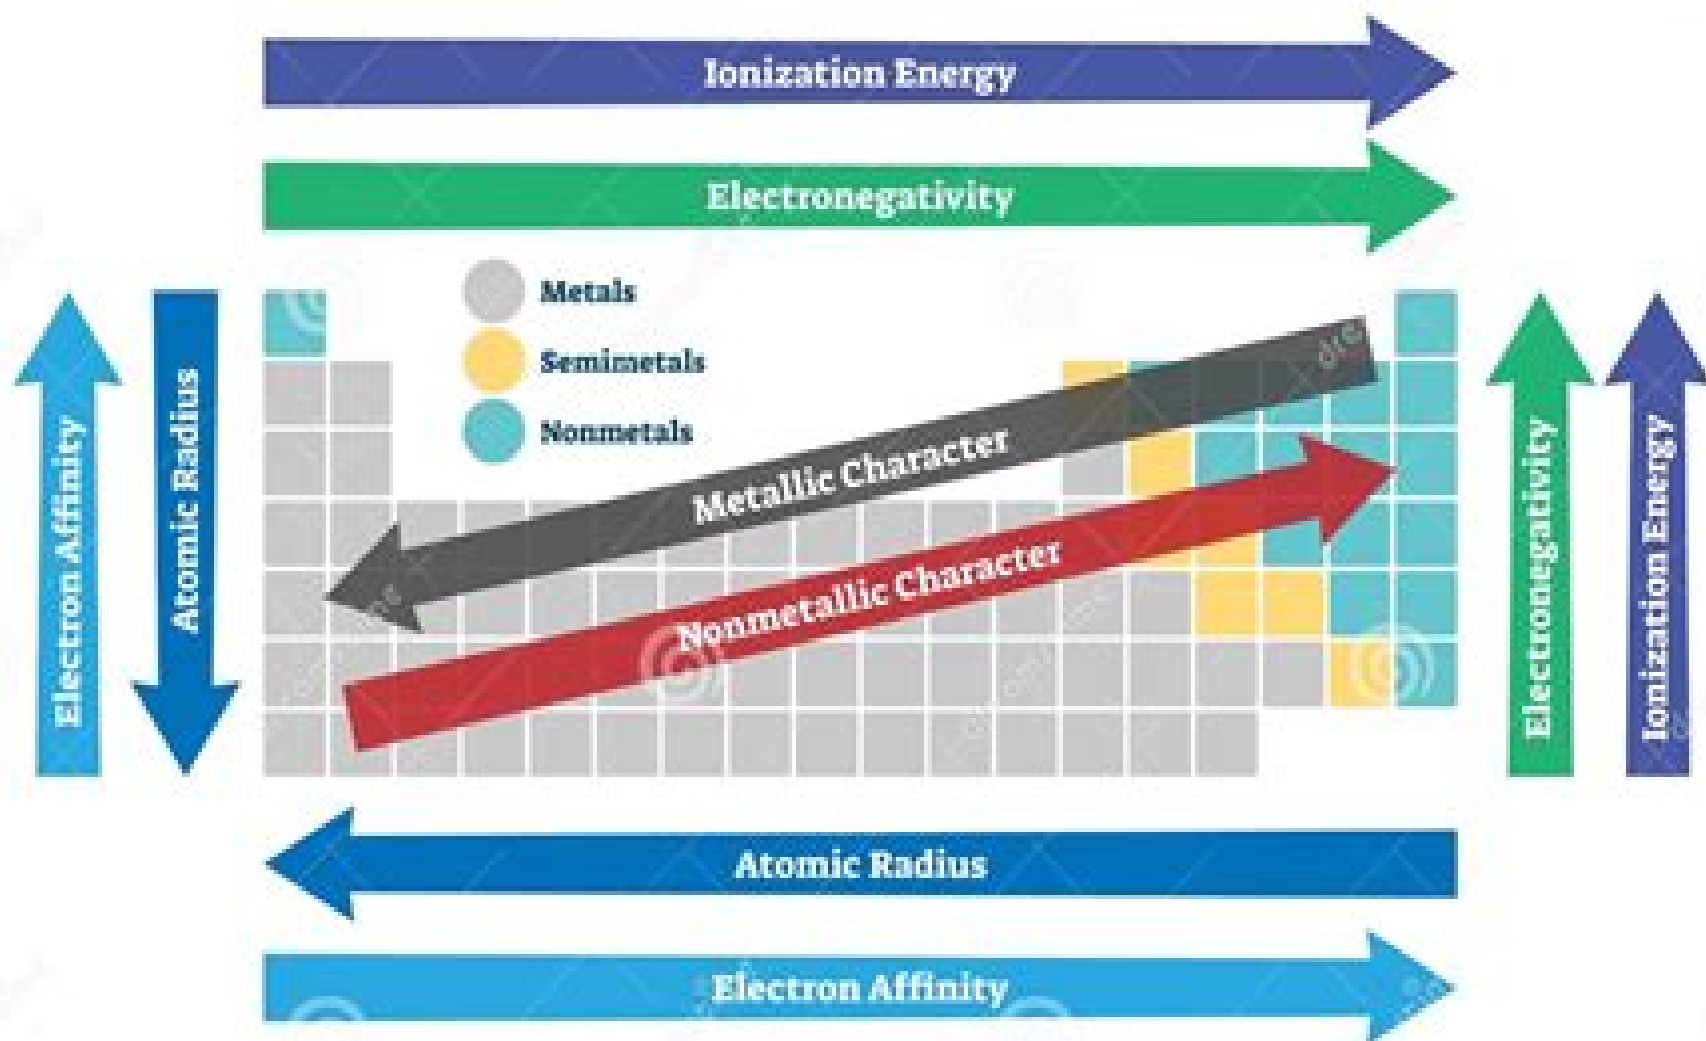 Ionization Energy
Electronegativity
Metals
Semimetals
Nonmetals
Electron Affinity
Atomic Radius
Metallic Character
Nonmetallic Character
Electronegativity
Ionization Energy
Atomic Radius
Electron Affinity